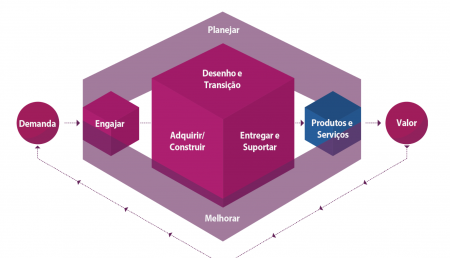 Planejar
Desenho e
Transição
Demanda
Engajar
Adquirir/
Construir
Entregar e
Suportar
Produtos e
Serviços
Valor
Melhorar